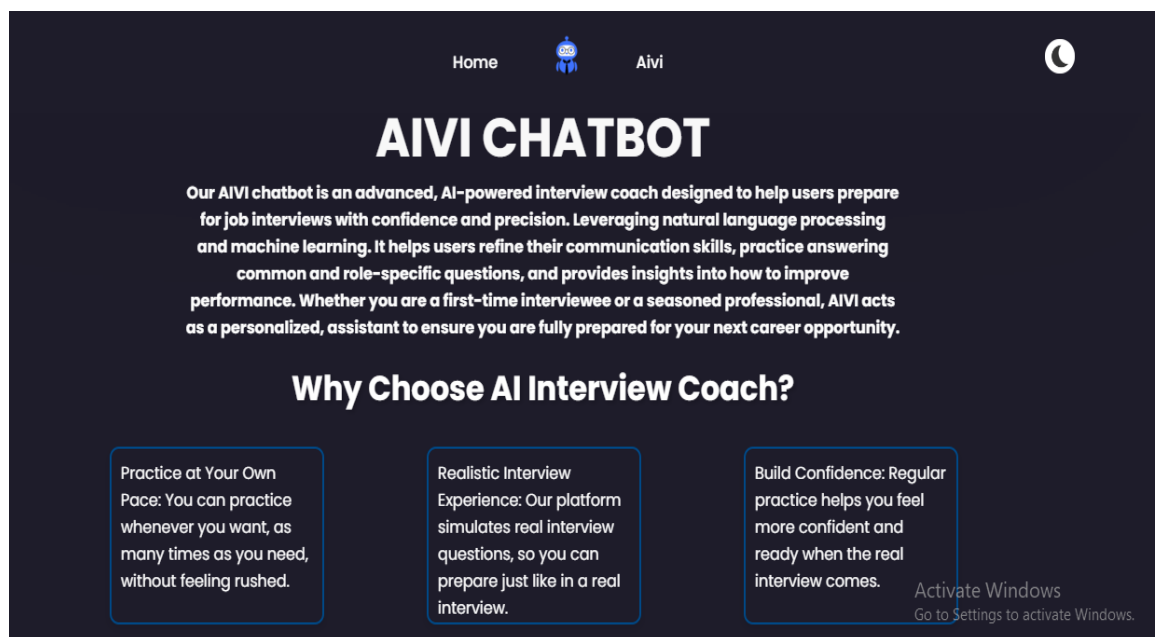 Home
Aivi
AIVI CHATBOT
Our AIVI chatbot is an advanced, AI-powered interview coach designed to help users prepare
for job interviews with confidence and precision. Leveraging natural language processing
and machine learning. It helps users refine their communication skills, practice answering
common and role-specific questions, and provides insights into how to improve
performance. Whether you are a first-time interviewee or a seasoned professional, AIVI acts
as a personalized, assistant to ensure you are fully prepared for your next career opportunity.
Why Choose AI Interview Coach?
Practice at Your Own
Pace: You can practice
whenever you want, as
many times as you need,
without feeling rushed.
Realistic Interview
Experience: Our platform
simulates real interview
questions, so you can
prepare just like in a real
interview.
Build Confidence: Regular
practice helps you feel
more confident and
ready when the real
interview comes.
Activate Windows
Go to Settings to activate Windows.